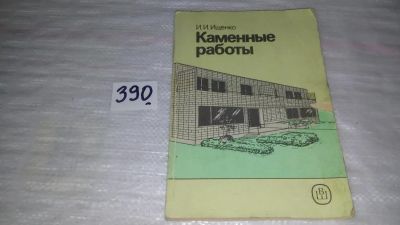 И. И. Ищенко
Каменные
работы
390